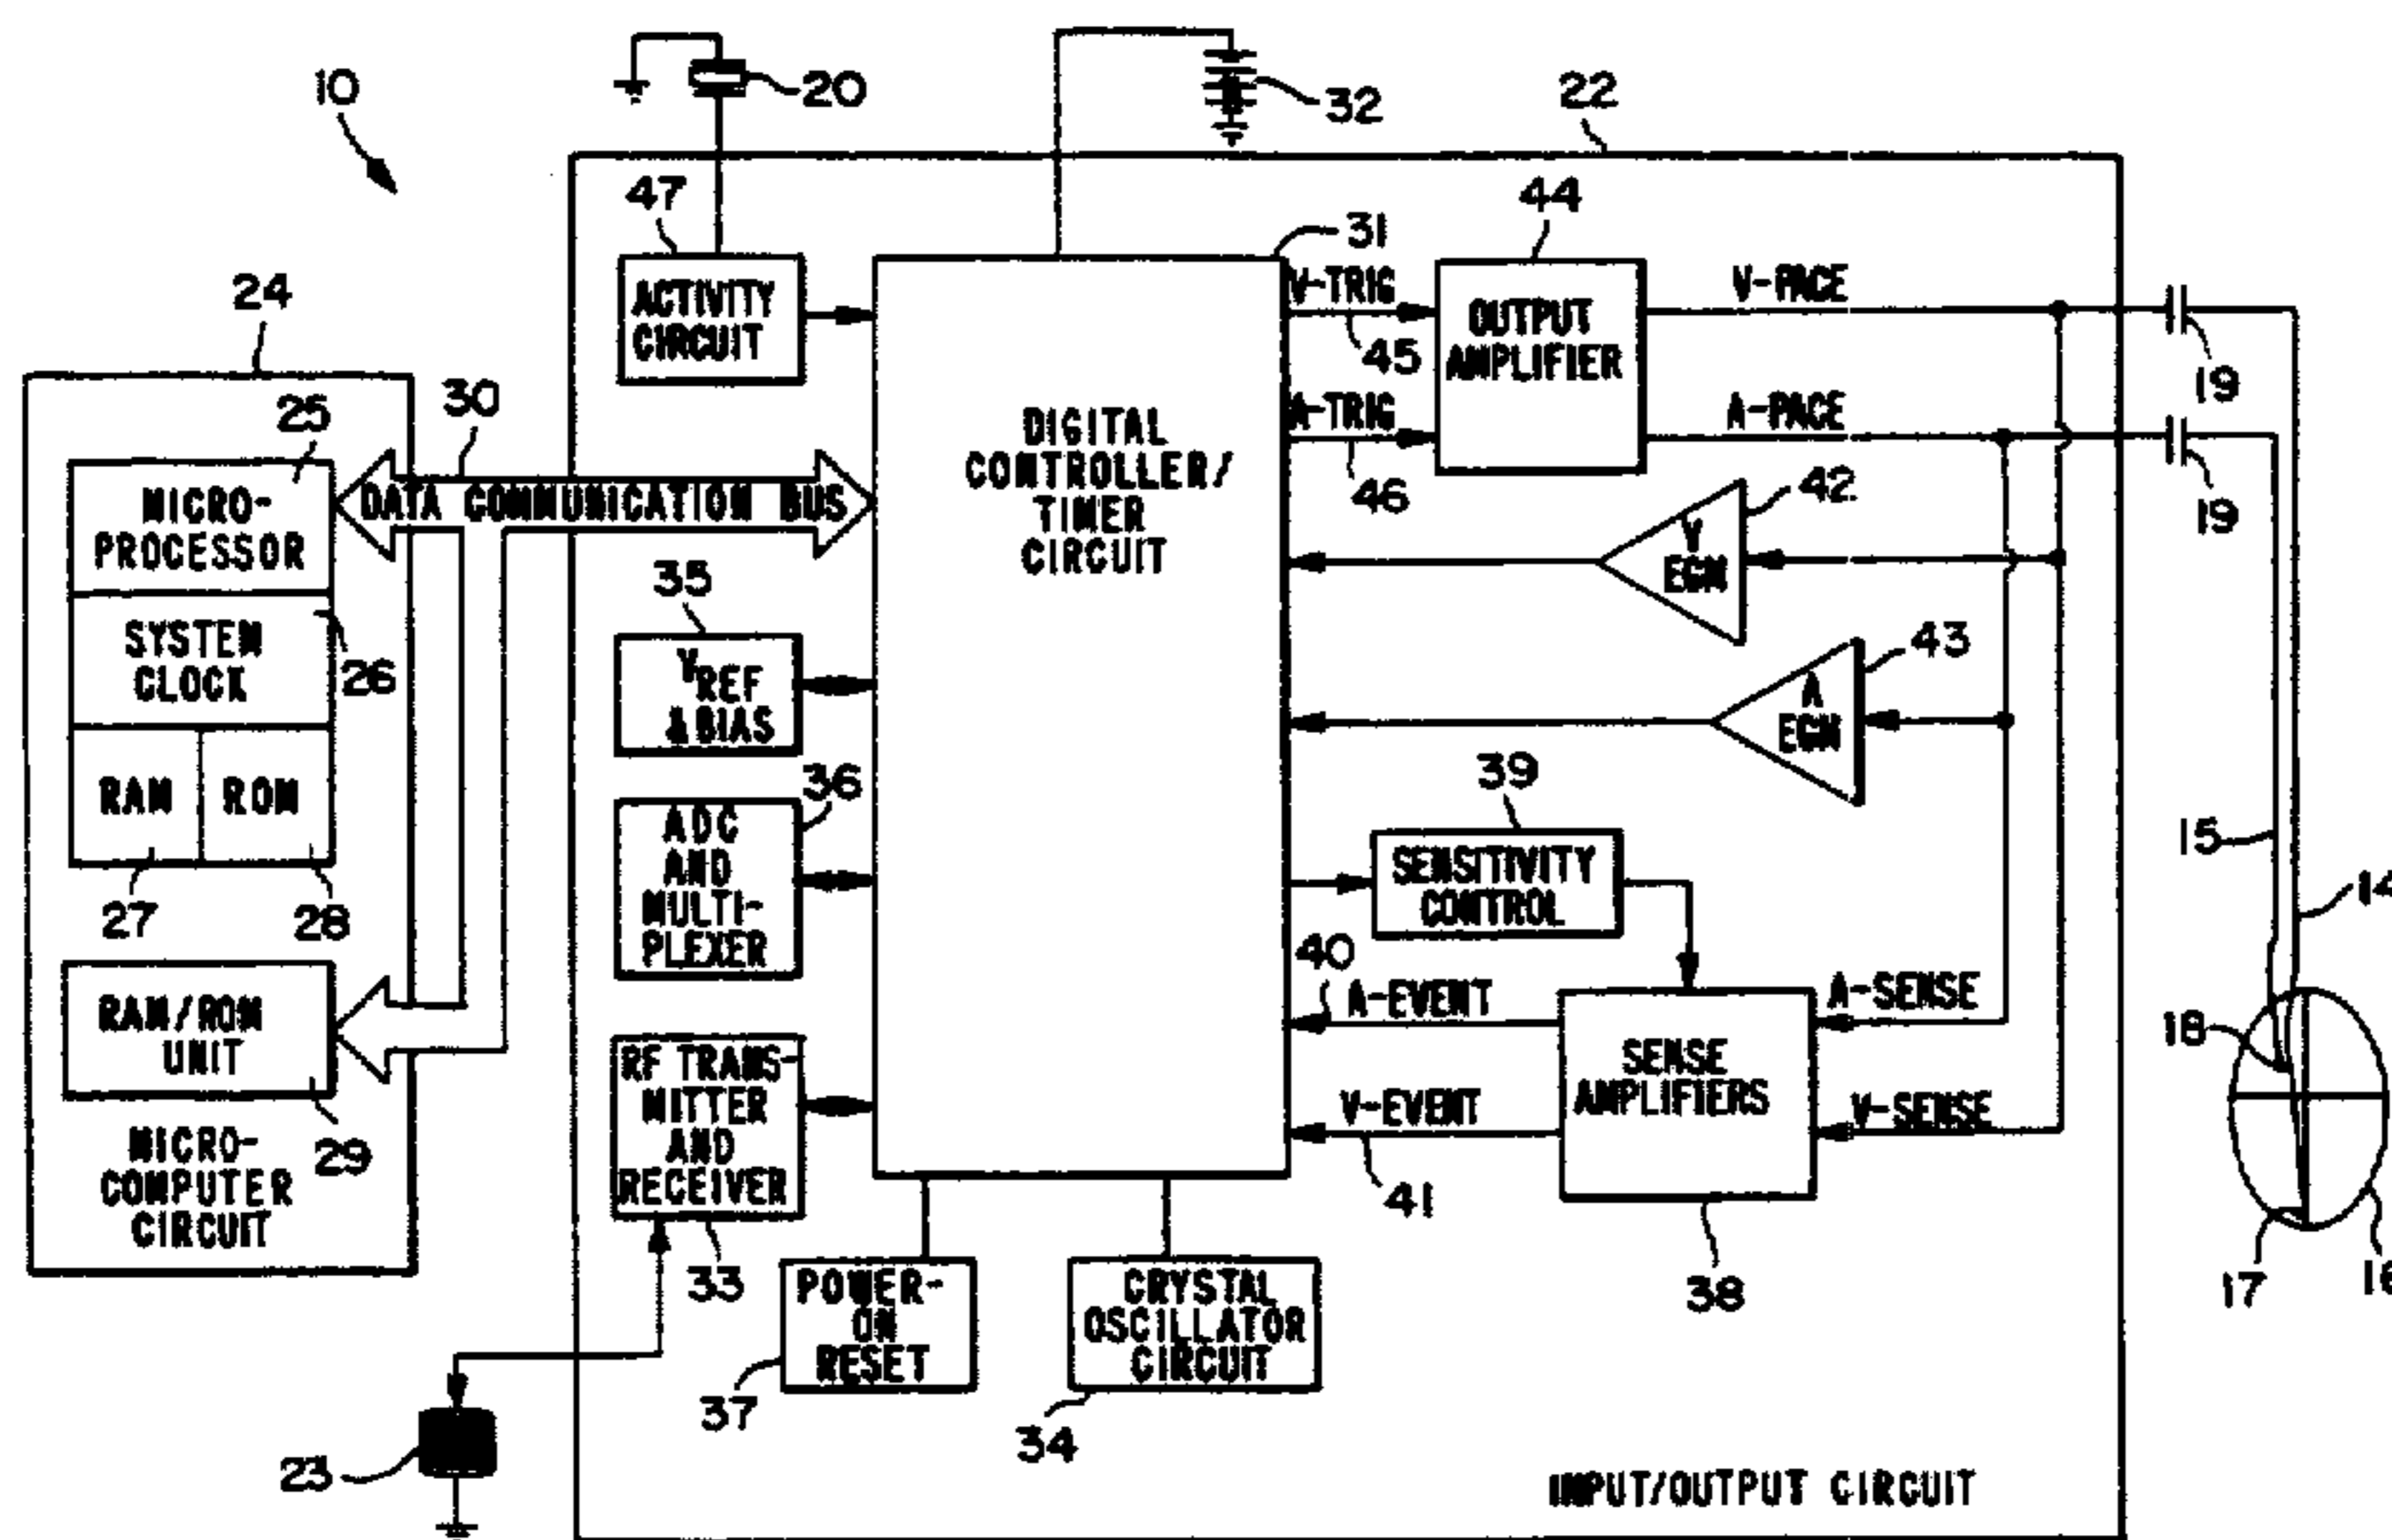 10
20
32
22
47
ACTIVITY
CIRCUIT
31
44
V-TRIG
45
A-TRIG
46
OUTPUT
AMPLIFIER
V-PACE
A-PACE
19
19
24
25
30
MICRO-
PROCESSOR
DATA COMMUNICATION BUS
DIGITAL
CONTROLLER/
TIMER
CIRCUIT
42
V
EGM
43
A
EGM
SYSTEM
CLOCK
26
35
VREF
& BIAS
RAM
ROM
27
28
36
ADC
AND
MULTI-
PLEXER
39
SENSITIVITY
CONTROL
15
14
RAM/ROM
UNIT
29
MICRO-
COMPUTER
CIRCUIT
RF TRANS-
MITTER
AND
RECEIVER
33
40
A-EVENT
V-EVENT
41
SENSE
AMPLIFIERS
A-SENSE
V-SENSE
38
18
17
16
23
POWER-
ON
RESET
37
CRYSTAL
OSCILLATOR
CIRCUIT
34
INPUT/OUTPUT CIRCUIT